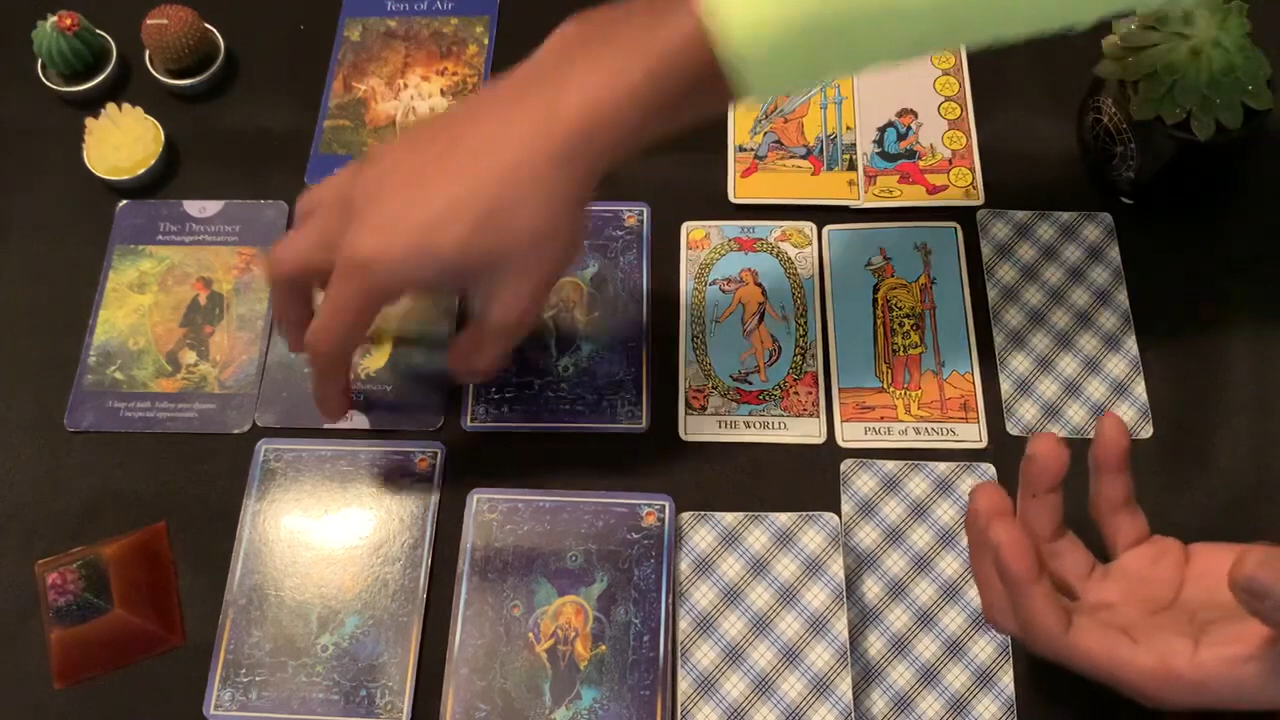 Ten of Air
0
The Dreamer
Archangel Metatron
A leap of faith. Follow your dreams.
Unexpected opportunities.
XXI
THE WORLD.
PAGE of WANDS.